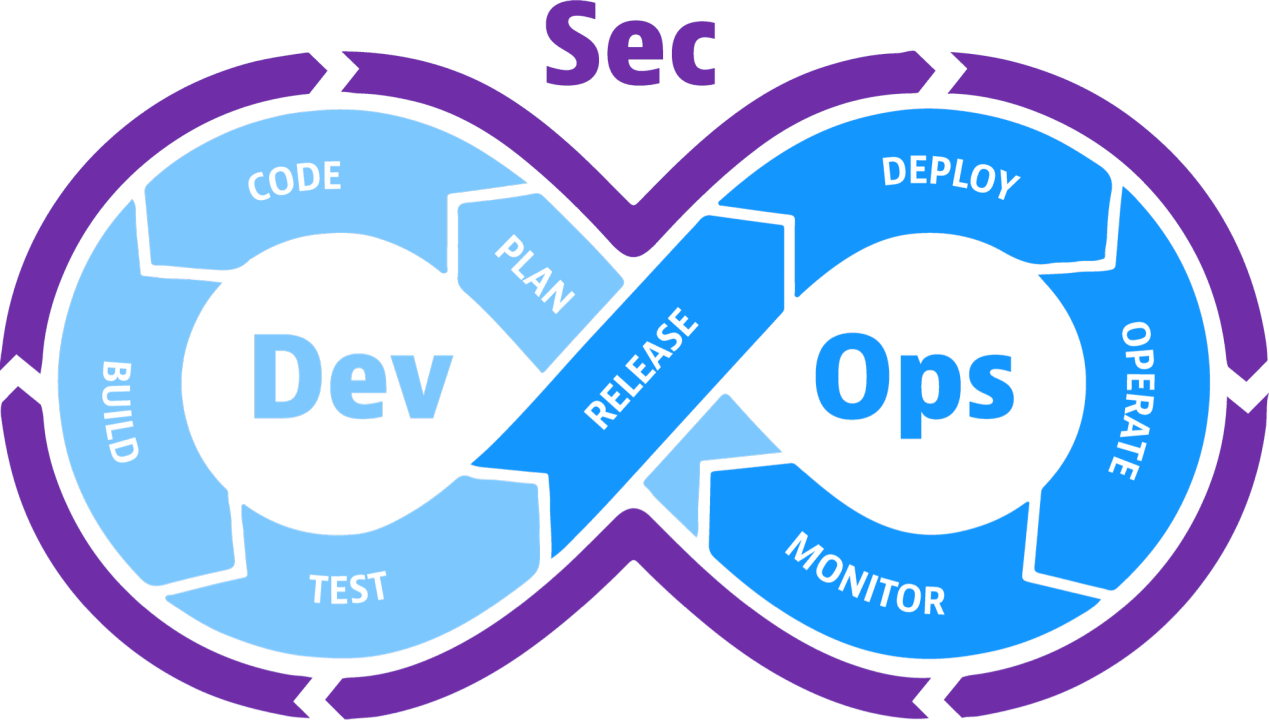 Sec
CODE
DEPLOY
PLAN
RELEASE
Dev
Ops
BUILD
OPERATE
TEST
MONITOR